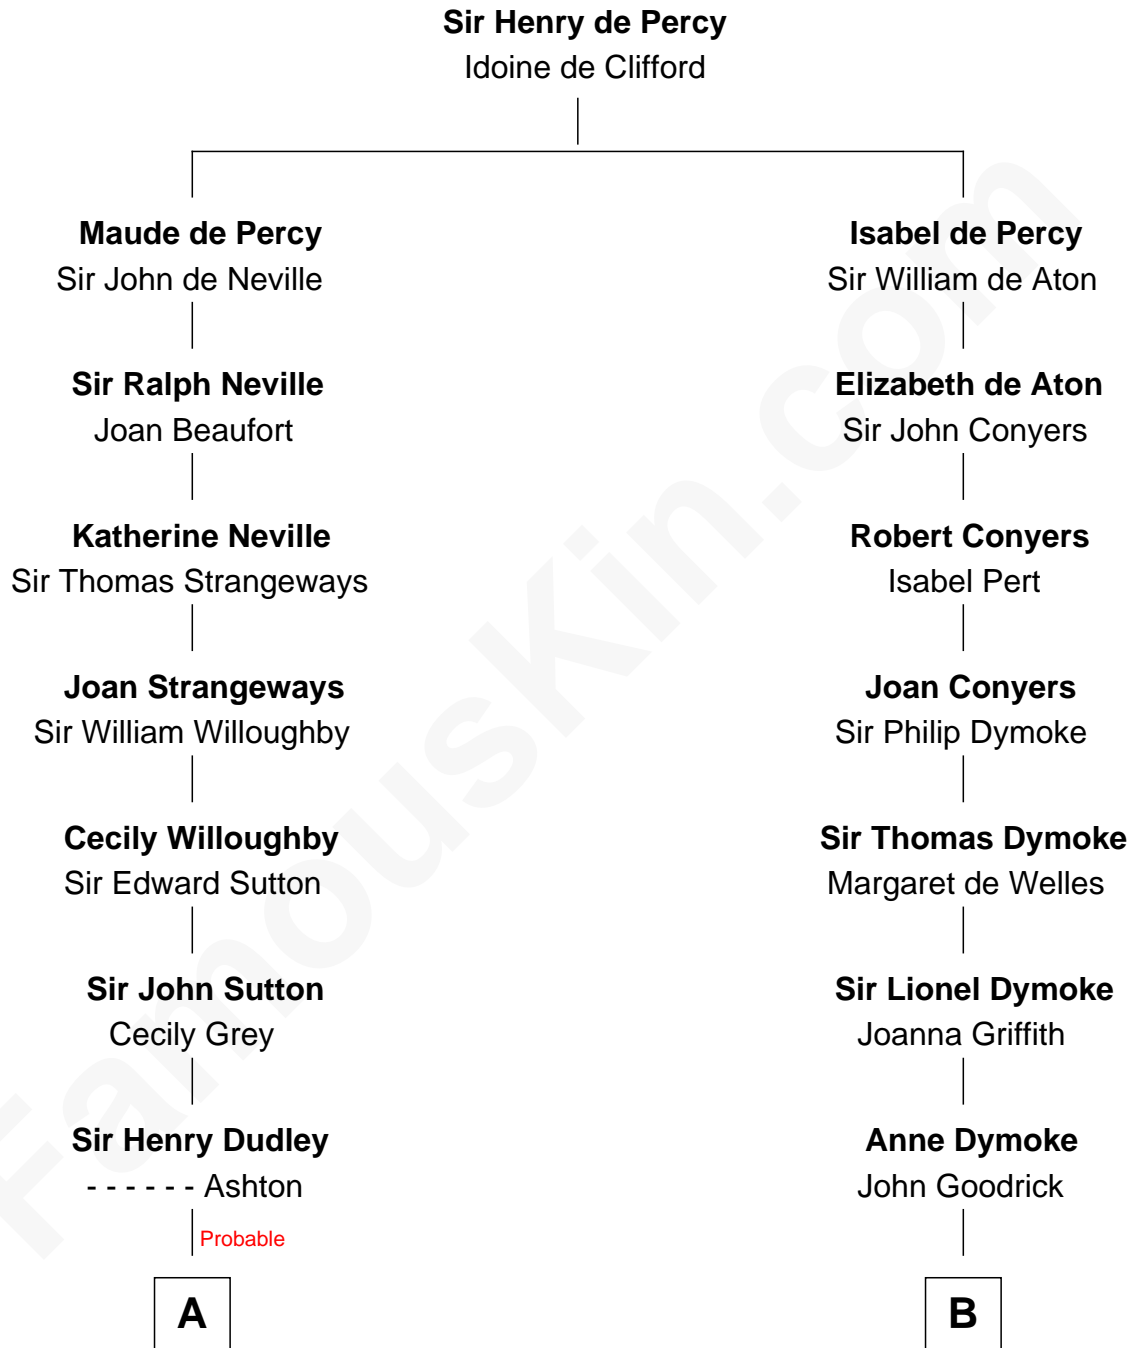 Sir Henry de Percy
Idoine de Clifford
Maude de Percy
Sir John de Neville
Isabel de Percy
Sir William de Aton
Sir Ralph Neville
Joan Beaufort
Elizabeth de Aton
Sir John Conyers
Katherine Neville
Sir Thomas Strangeways
Robert Conyers
Isabel Pert
Joan Strangeways
Sir William Willoughby
Joan Conyers
Sir Philip Dymoke
Cecily Willoughby
Sir Edward Sutton
Sir Thomas Dymoke
Margaret de Welles
Sir John Sutton
Cecily Grey
Sir Lionel Dymoke
Joanna Griffith
Sir Henry Dudley
- - - - - - Ashton
Anne Dymoke
John Goodrick
Probable
A
B
FamousKin.com